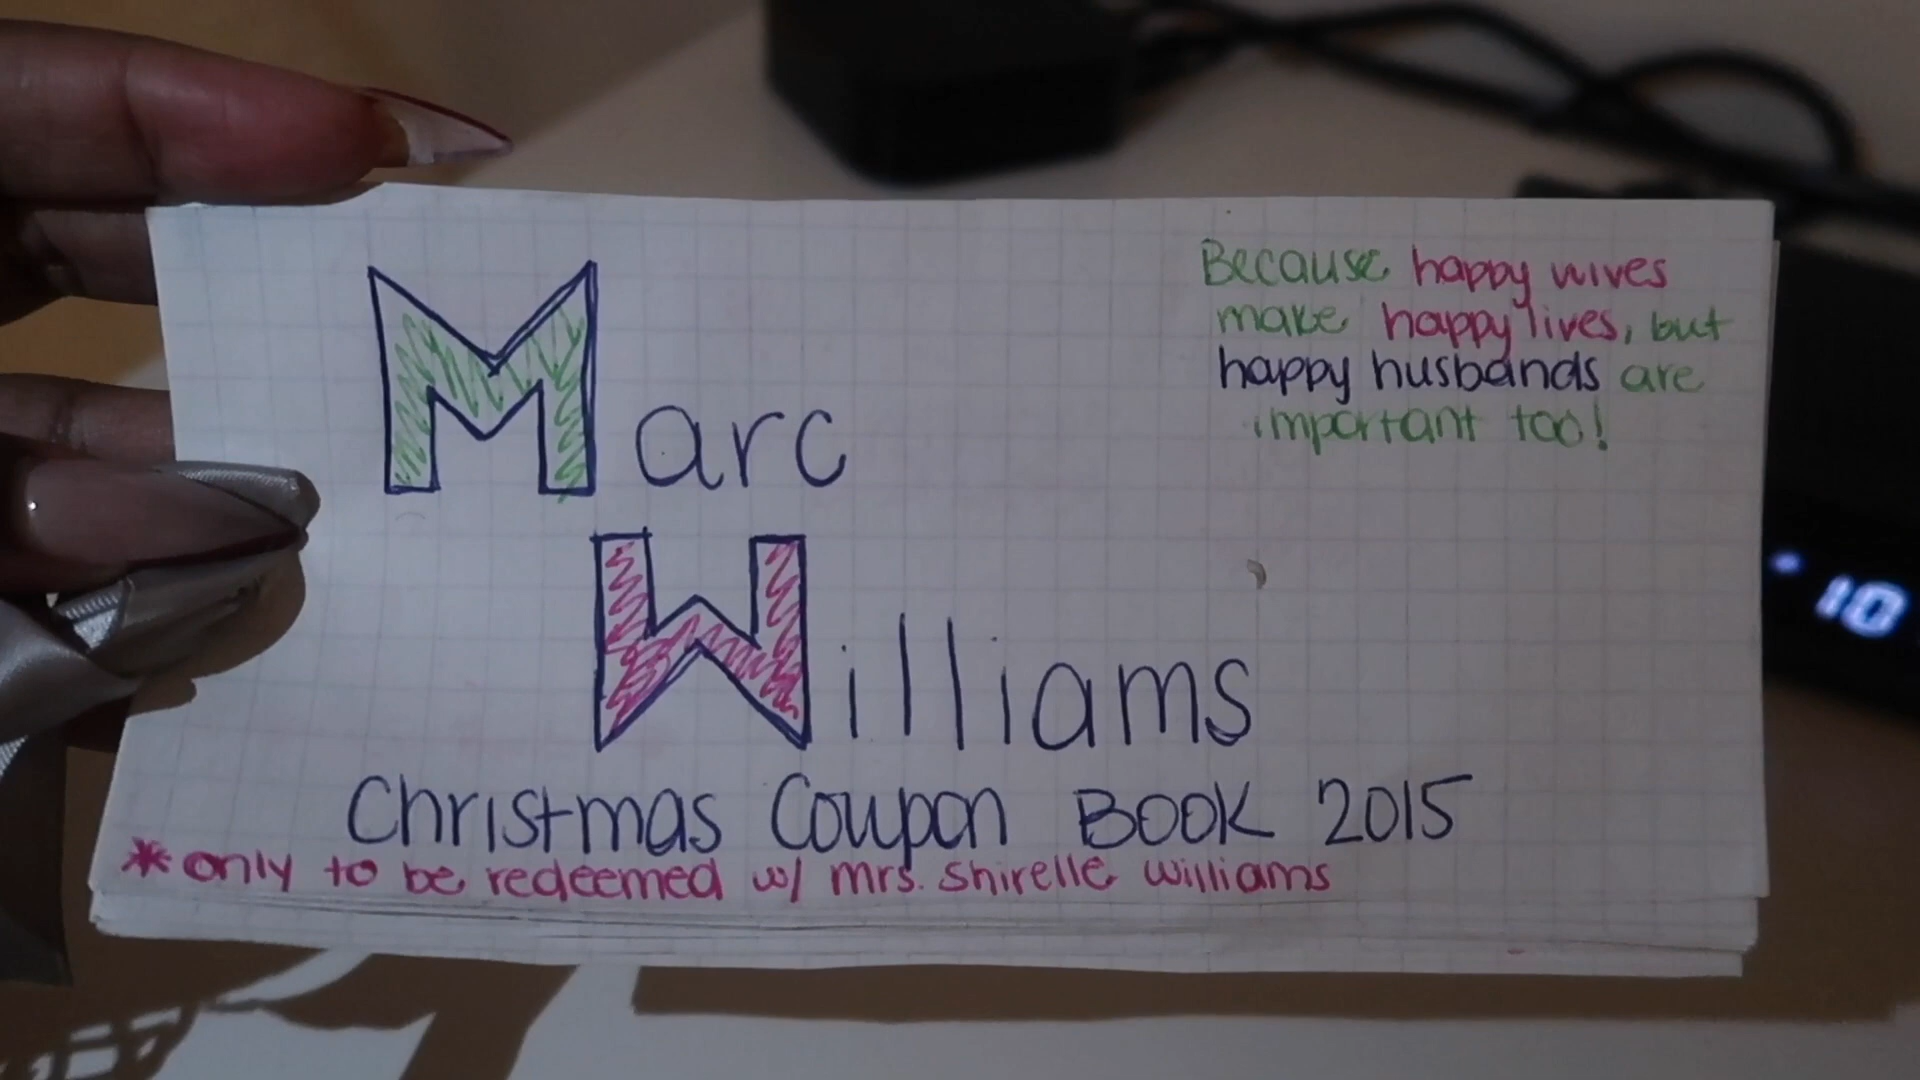 Because happy wives
make happy lives, but
happy husbands are
important too!
Marc
Williams
Christmas Coupon BOOK 2015
*only to be redeemed w/ mrs. Shirelle Williams
10